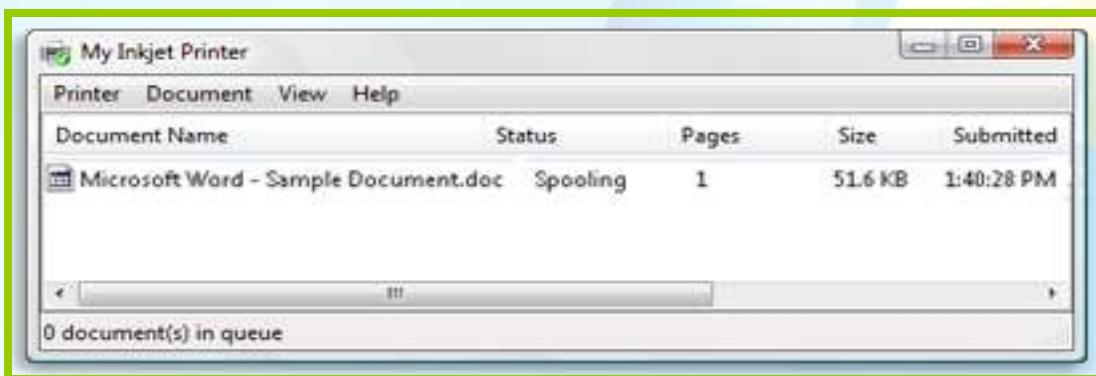 My Inkjet Printer
Printer Document View Help
Document Name Status Pages Size Submitted
Microsoft Word - Sample Document.doc Spooling 1 51.6 KB 1:40:28 PM
0 document(s) in queue